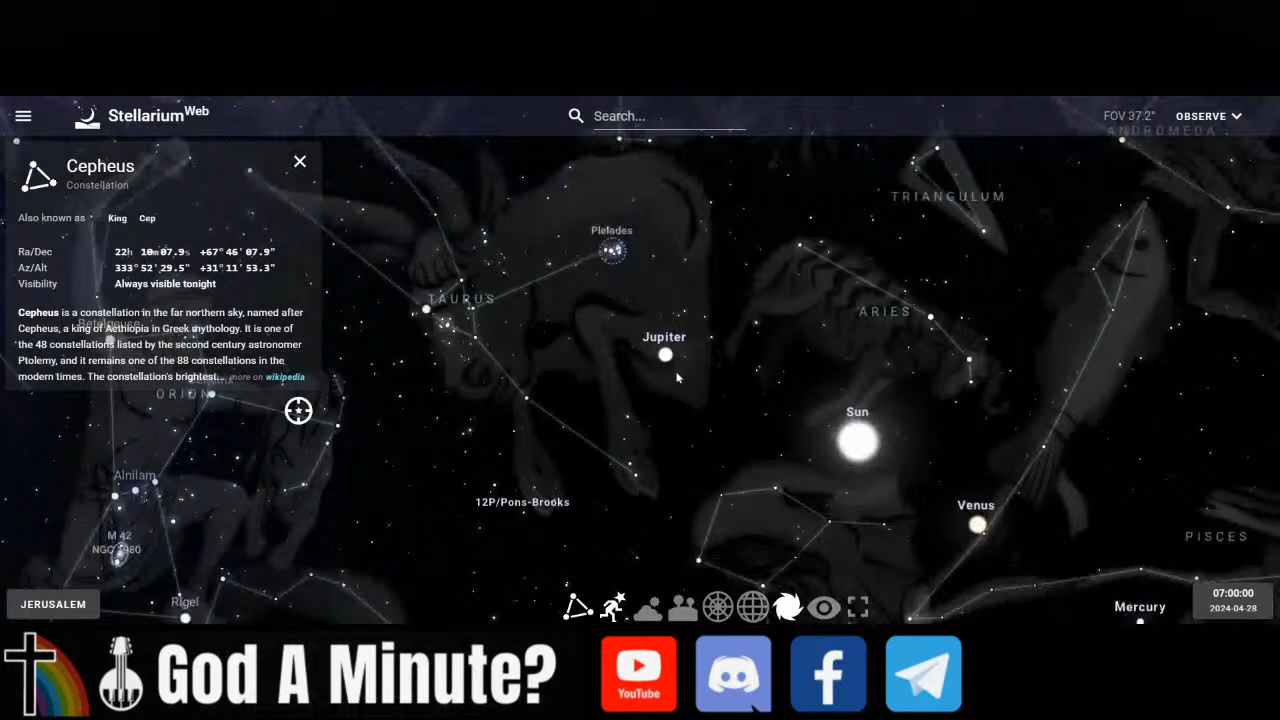 StellariumWeb
Search...
FOV 37.2°
OBSERVE
ANDROMEDA
Cepheus
Constellation
Also known as King Cep
Ra/Dec 22h 10m07.9s +67°46'07.9"
Az/Alt 333°52'29.5" +31°11'53.3"
Visibility Always visible tonight
Cepheus is a constellation in the far northern sky, named after
Cepheus, a king of Aethiopia in Greek mythology. It is one of
the 48 constellations listed by the second century astronomer
Ptolemy, and it remains one of the 88 constellations in the
modern times. The constellation's brightest... more on wikipedia
TRIANGULUM
Pleiades
TAURUS
ARIES
Betelgeuse
Jupiter
ORION
Sun
Alnilam
12P/Pons-Brooks
Venus
M 42
NGC 1980
PISCES
Rigel
Mercury
JERUSALEM
07:00:00
2024-04-28
God A Minute?
YouTube